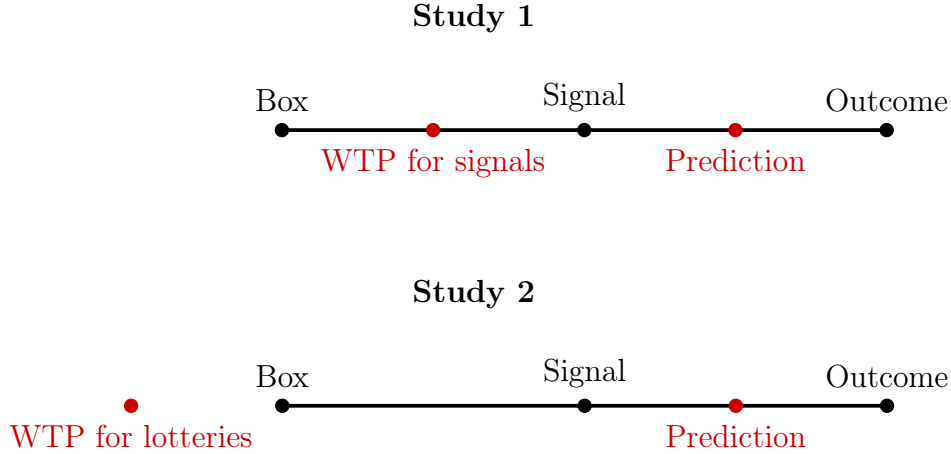 Study 1
Box
Signal
Outcome
WTP for signals
Prediction
Study 2
Box
Signal
Outcome
WTP for lotteries
Prediction